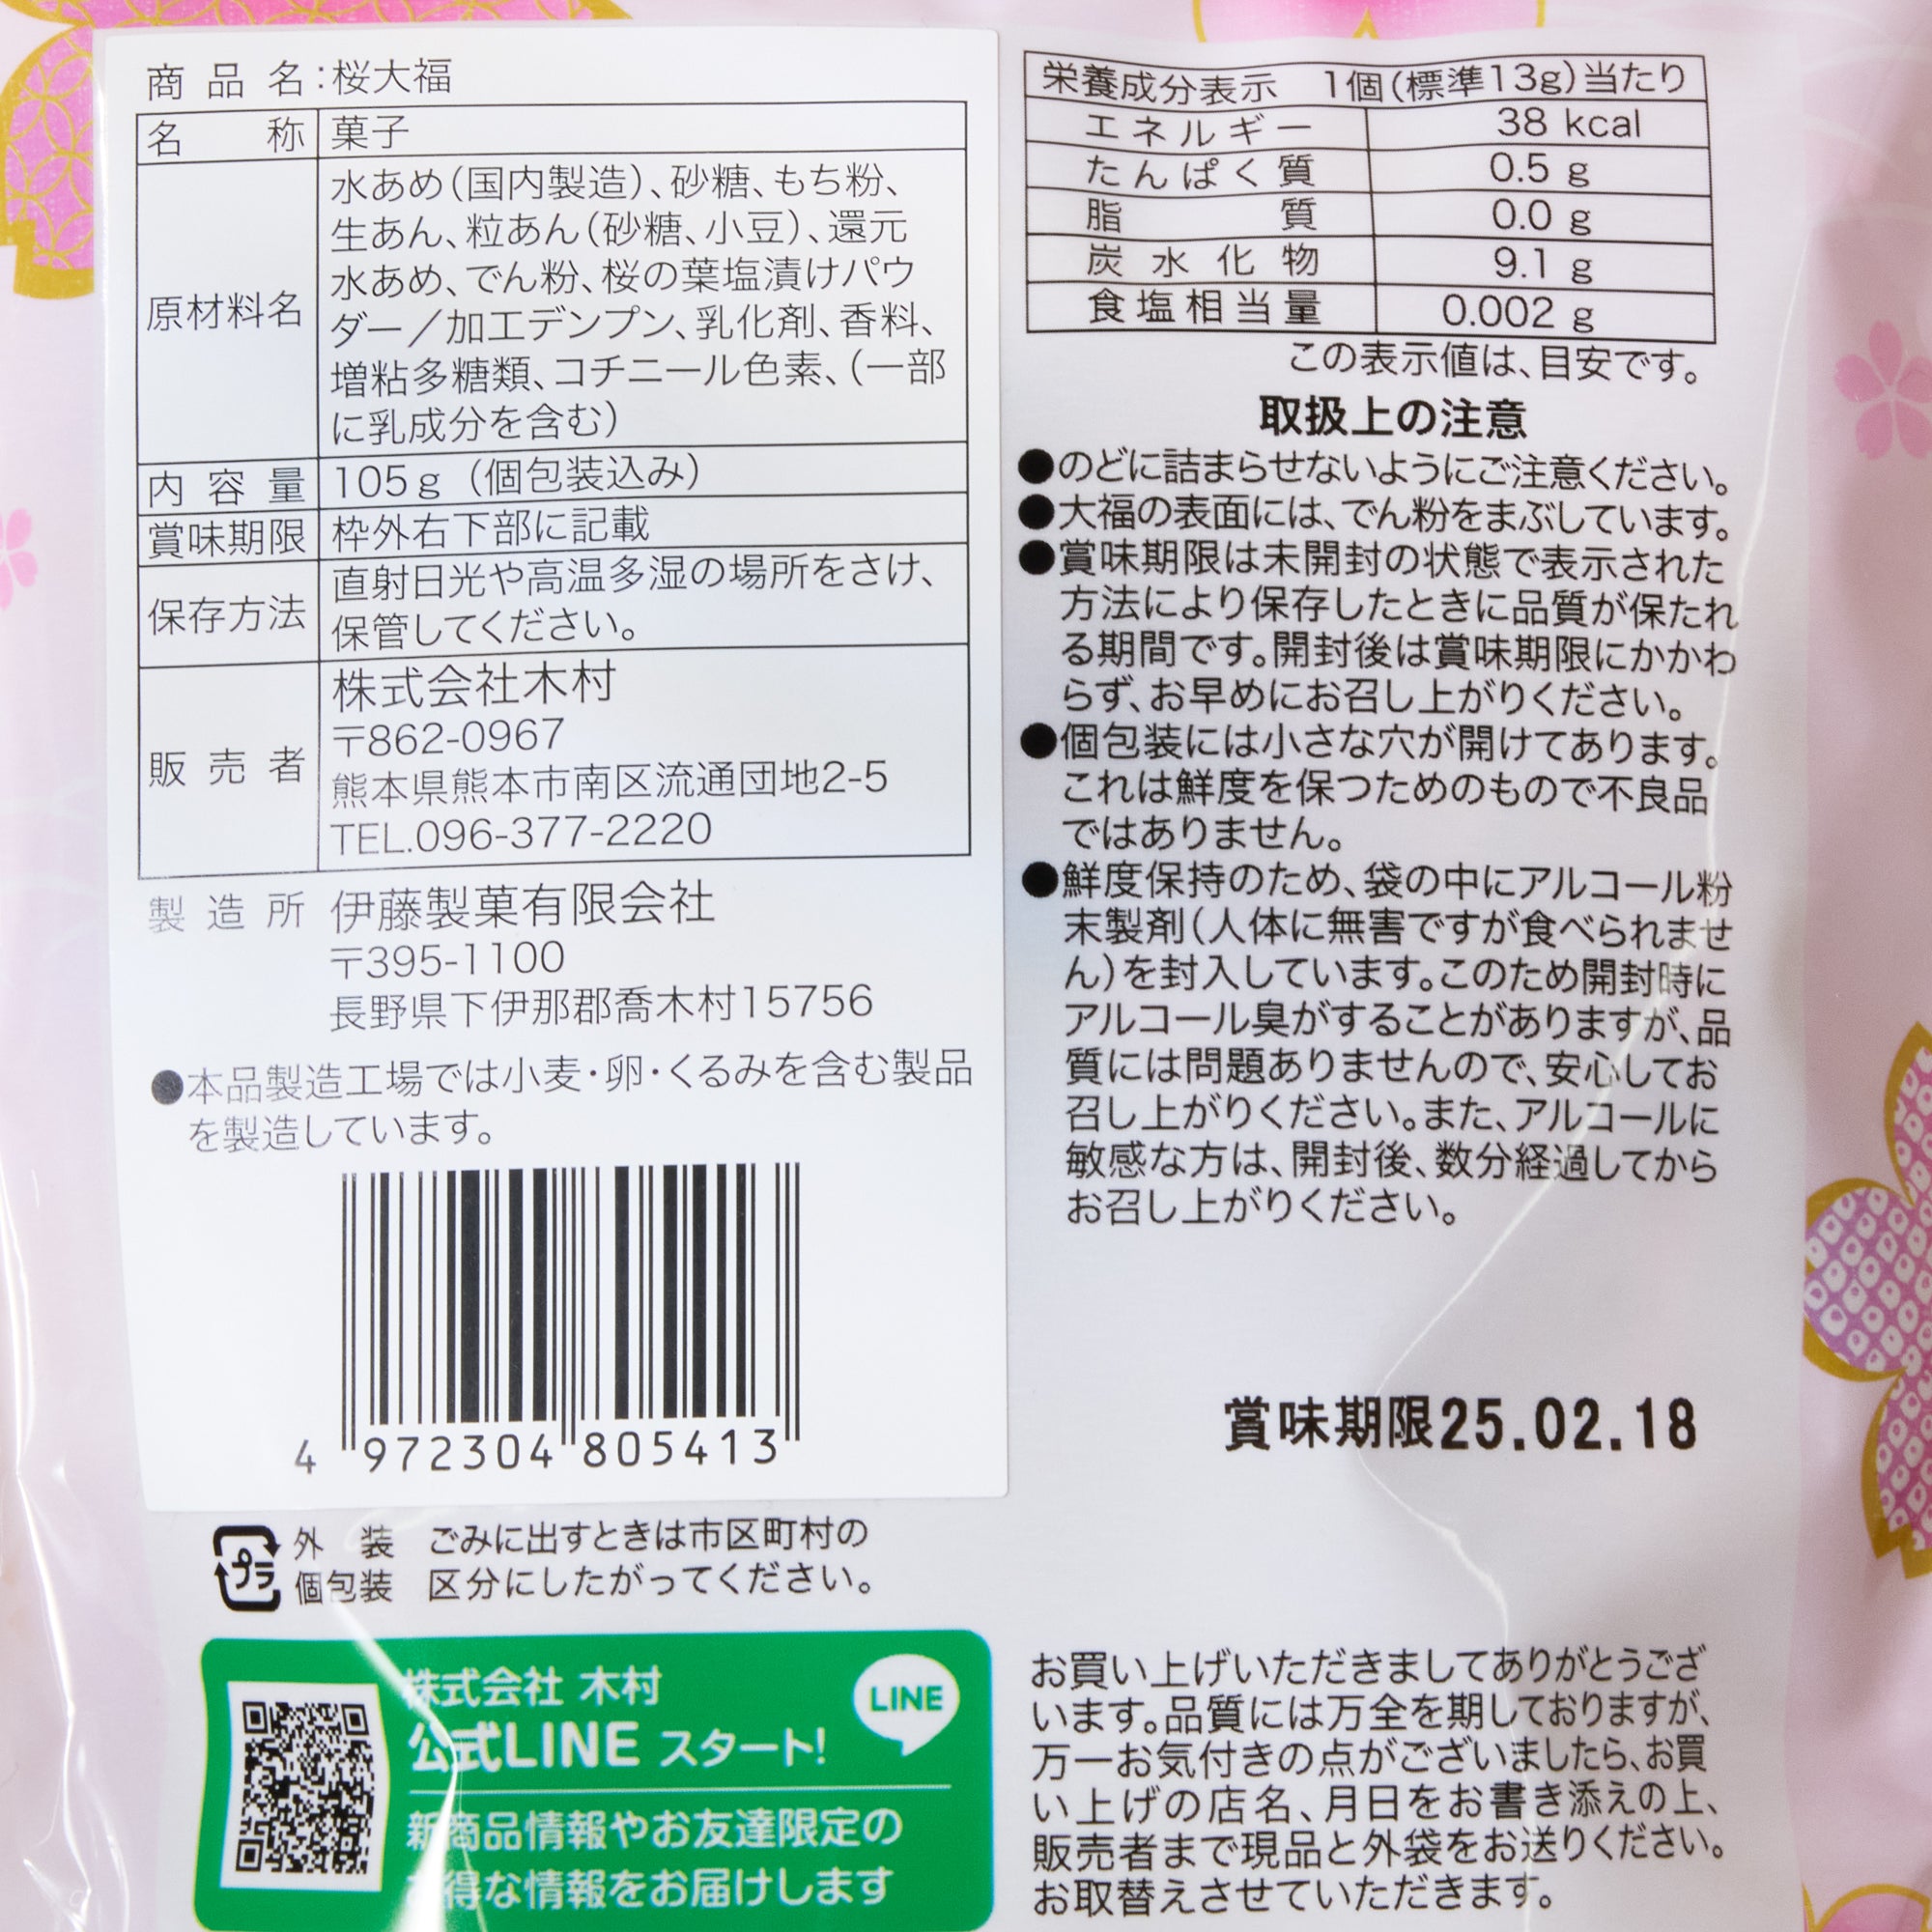 商品名:桜大福
名称 菓子
原材料名
水あめ(国内製造)、砂糖、もち粉、
生あん、粒あん(砂糖、小豆)、還元
水あめ、でん粉、桜の葉塩漬けパウ
ダー/加工デンプン、乳化剤、香料、
増粘多糖類、コチニール色素、(一部
に乳成分を含む)
内容量 105g (個包装込み)
賞味期限 枠外右下部に記載
保存方法
直射日光や高温多湿の場所をさけ、
保管してください。
販売者
株式会社木村
〒862-0967
熊本県熊本市南区流通団地2-5
TEL.096-377-2220
製造所 伊藤製菓有限会社
〒395-1100
長野県下伊那郡喬木村15756
●本品製造工場では小麦・卵・くるみを含む製品
を製造しています。
4 972304 805413
プラ
外装 ごみに出すときは市区町村の
個包装 区分にしたがってください。
株式会社 木村
公式LINE スタート!
LINE
新商品情報やお友達限定の
お得な情報をお届けします
栄養成分表示 1個(標準13g)当たり
エネルギー 38 kcal
たんぱく質 0.5 g
脂質 0.0 g
炭水化物 9.1 g
食塩相当量 0.002 g
この表示値は、目安です。
取扱上の注意
●のどに詰まらせないようにご注意ください。
●大福の表面には、でん粉をまぶしています。
●賞味期限は未開封の状態で表示された
方法により保存したときに品質が保たれ
る期間です。開封後は賞味期限にかかわ
らず、お早めにお召し上がりください。
●個包装には小さな穴が開けてあります。
これは鮮度を保つためのもので不良品
ではありません。
●鮮度保持のため、袋の中にアルコール粉
末製剤(人体に無害ですが食べられませ
ん)を封入しています。このため開封時に
アルコール臭がすることがありますが、品
質には問題ありませんので、安心してお
召し上がりください。また、アルコールに
敏感な方は、開封後、数分経過してから
お召し上がりください。
賞味期限25.02.18
お買い上げいただきましてありがとうござ
います。品質には万全を期しておりますが、
万一お気付きの点がございましたら、お買
い上げの店名、月日をお書き添えの上、
販売者まで現品と外袋をお送りください。
お取替えさせていただきます。